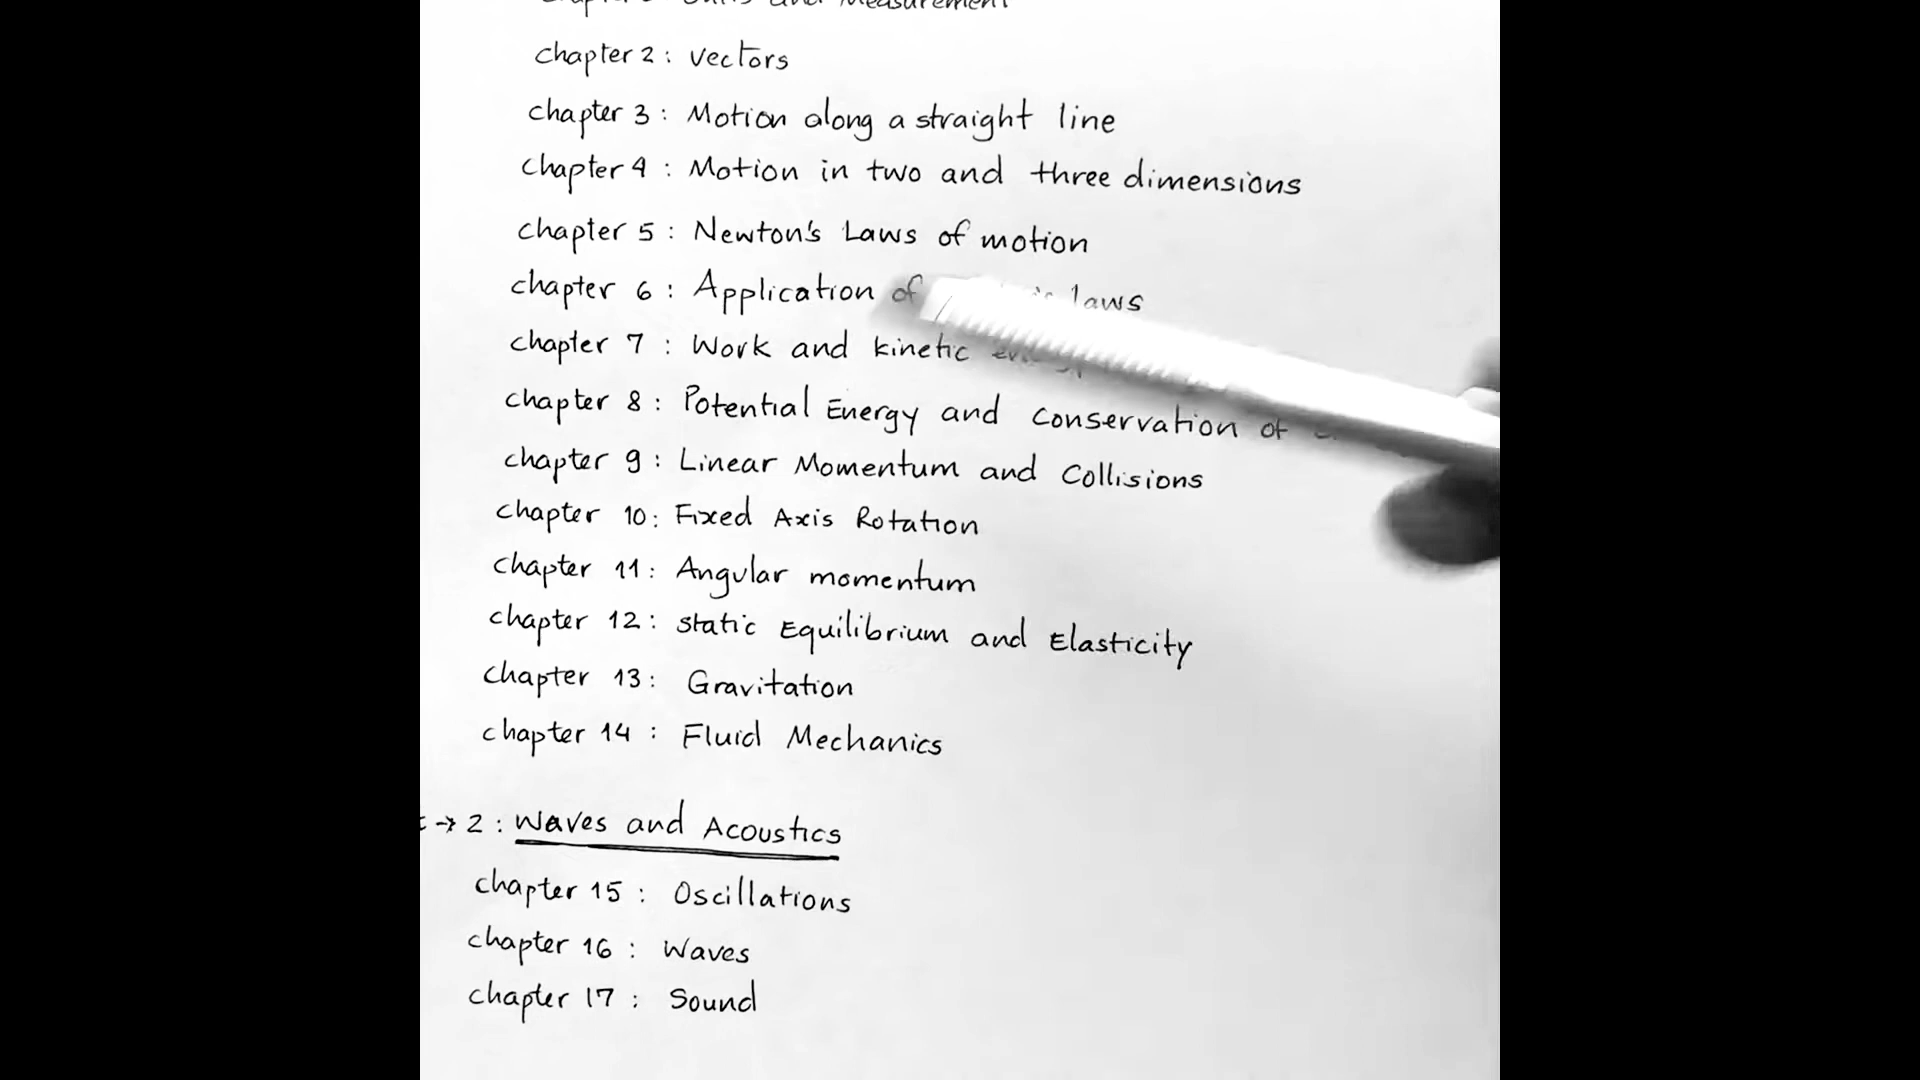 Units and Measurement
chapter 2: vectors
chapter 3: Motion along a straight line
chapter 4: Motion in two and three dimensions
chapter 5: Newton's Laws of motion
chapter 6: Application of laws
chapter 7: Work and kinetic
chapter 8: Potential Energy and conservation of
chapter 9: Linear Momentum and Collisions
chapter 10: Fixed Axis Rotation
chapter 11: Angular momentum
chapter 12: Static Equilibrium and Elasticity
chapter 13: Gravitation
chapter 14: Fluid Mechanics
→ 2: Waves and Acoustics
chapter 15: Oscillations
chapter 16: Waves
chapter 17: Sound